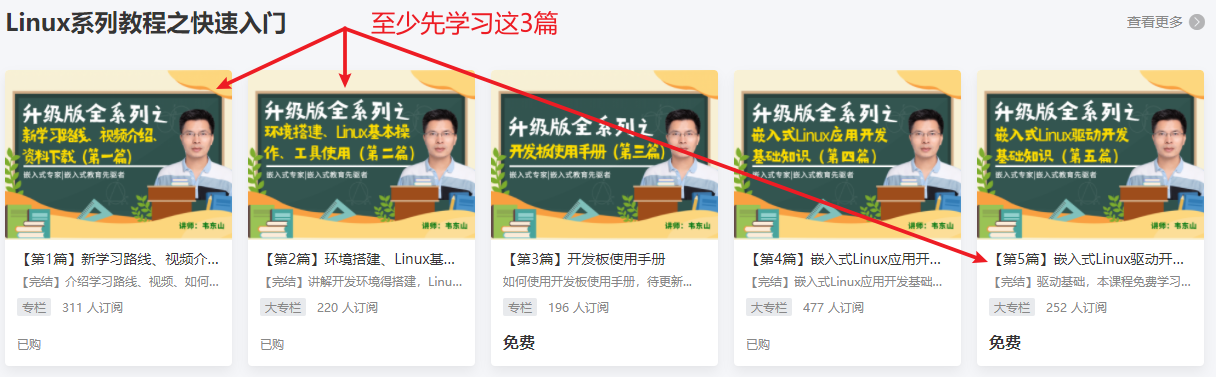 Linux系列教程之快速入门
至少先学习这3篇
查看更多
升级版全系列之
新学习路线、视频介绍、
资料下载（第一篇）
嵌入式专家|嵌入式教育先驱者
讲师：韦东山
【第1篇】新学习路线、视频介...
【完结】介绍学习路线、视频、如何...
专栏 311 人订阅
已购
升级版全系列之
环境搭建、Linux基本操
作、工具使用（第二篇）
嵌入式专家|嵌入式教育先驱者
讲师：韦东山
【第2篇】环境搭建、Linux基...
【完结】讲解开发环境得搭建，Linu...
大专栏 220 人订阅
已购
升级版全系列之
开发板使用手册（第三篇）
嵌入式专家|嵌入式教育先驱者
讲师：韦东山
【第3篇】开发板使用手册
如何使用开发板使用手册，待更新...
专栏 196 人订阅
免费
升级版全系列之
嵌入式Linux应用开发
基础知识（第四篇）
嵌入式专家|嵌入式教育先驱者
讲师：韦东山
【第4篇】嵌入式Linux应用开...
【完结】嵌入式Linux应用开发基础...
大专栏 477 人订阅
已购
升级版全系列之
嵌入式Linux驱动开发
基础知识（第五篇）
嵌入式专家|嵌入式教育先驱者
讲师：韦东山
【第5篇】嵌入式Linux驱动开...
【完结】驱动基础，本课程免费学习...
大专栏 252 人订阅
免费